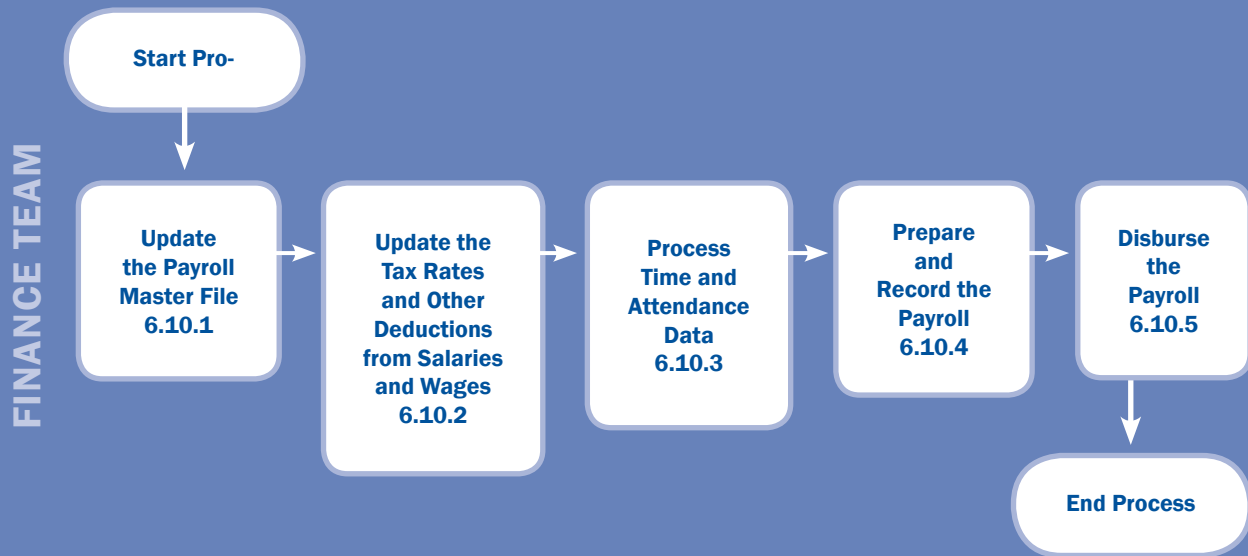 Start Pro-
FINANCE TEAM
Update
the Payroll
Master File
6.10.1
Update the
Tax Rates
and Other
Deductions
from Salaries
and Wages
6.10.2
Process
Time and
Attendance
Data
6.10.3
Prepare
and
Record the
Payroll
6.10.4
Disburse
the
Payroll
6.10.5
End Process